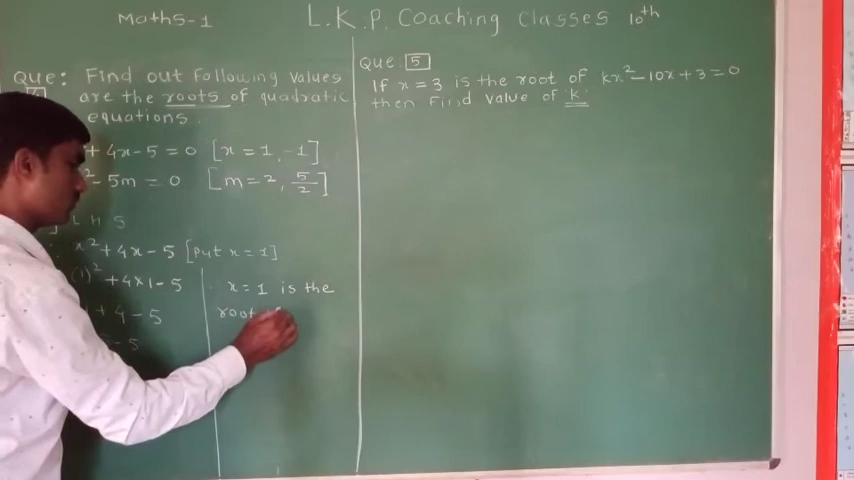 Maths-1
L.K.P. Coaching Classes 10th
Que: Find out following values
are the roots of quadratic
equations.
+ 4x - 5 = 0 [x = 1, -1]
2 - 5m = 0 [m = 2, 5/2]
L H S
x² + 4x - 5 [Put x = 1]
(1)² + 4×1 - 5
+ 4 - 5
- 5
x = 1 is the
root
Que. 5
If x = 3 is the root of kx² - 10x + 3 = 0
then Find value of k.